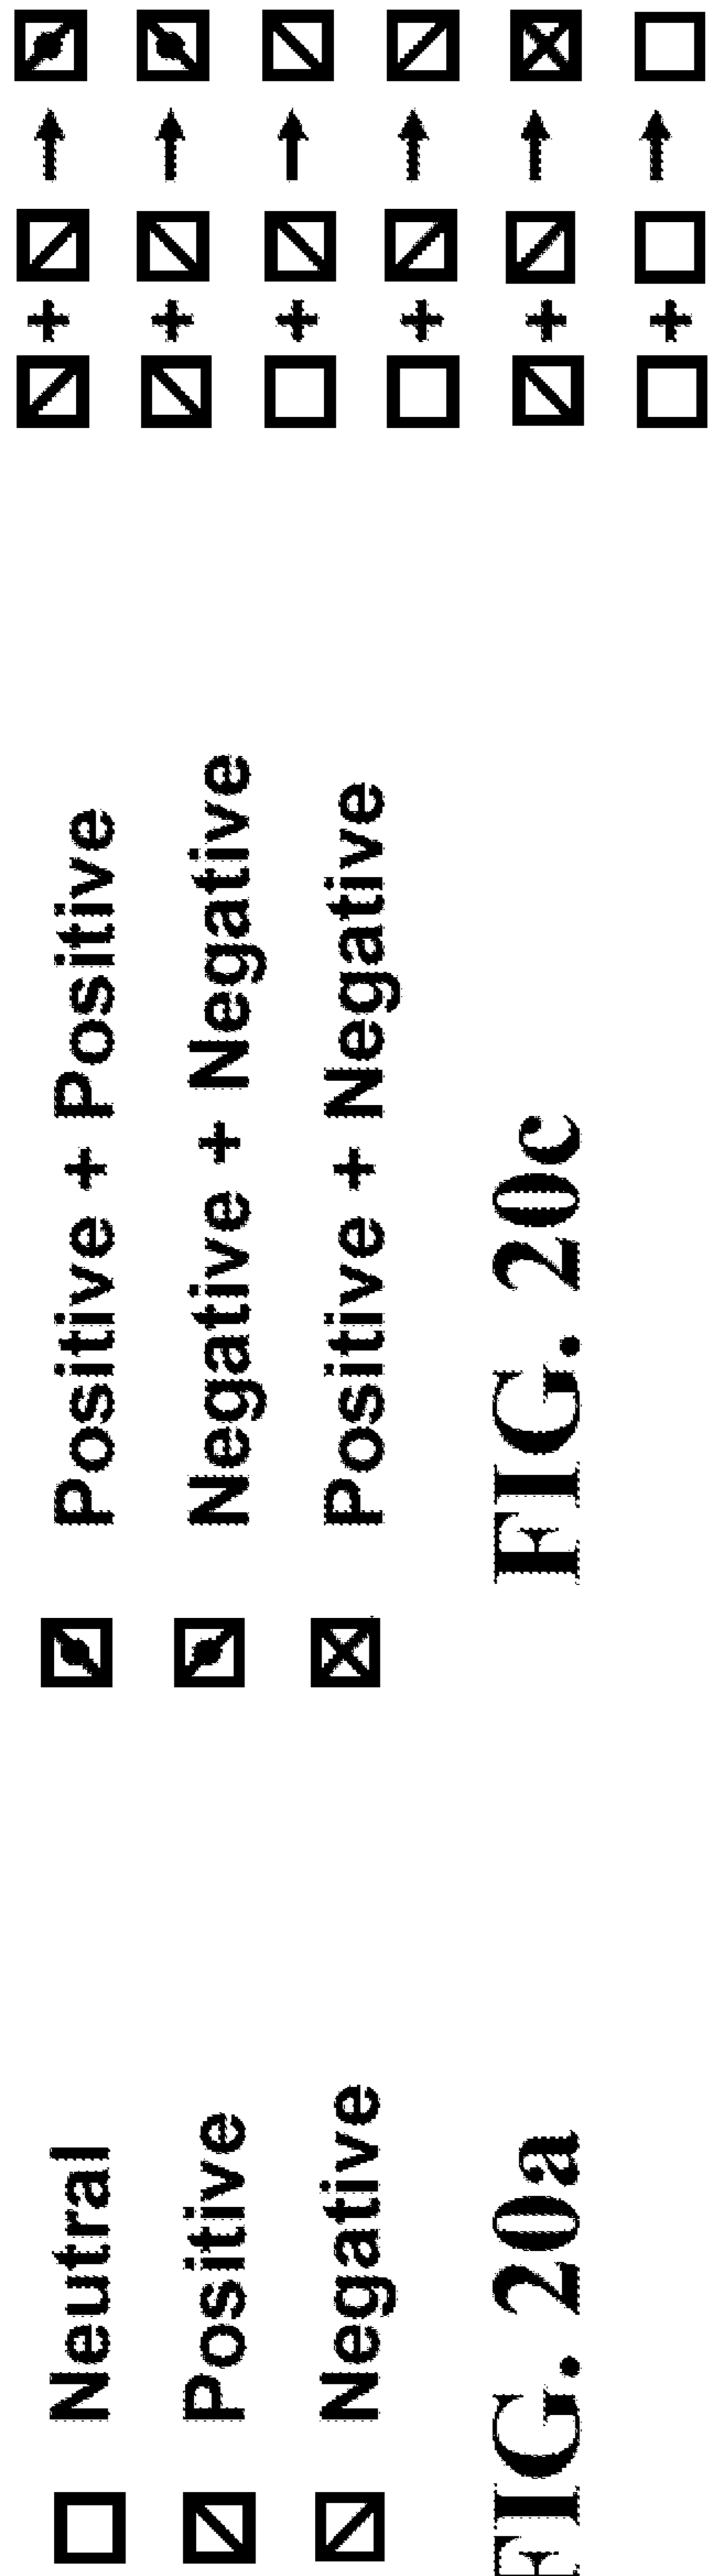 Neutral
Positive
Negative
FIG. 20a
Positive + Positive
Negative + Negative
Positive + Negative
FIG. 20c
+
+
+
+
+
+